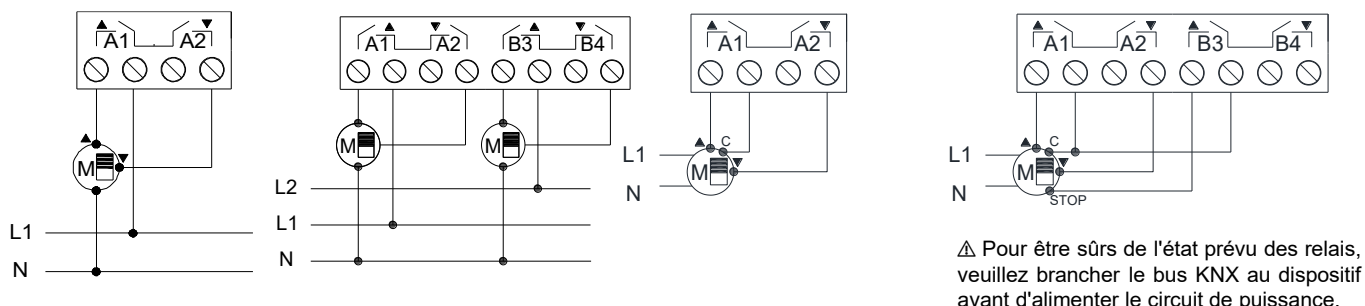 A1 A2
M
L1
N
A1 A2 B3 B4
M M
L2
L1
N
A1 A2
C
L1
M
N
A1 A2 B3 B4
C
L1
M
N
STOP
⚠ Pour être sûrs de l'état prévu des relais,
veuillez brancher le bus KNX au dispositif
avant d'alimenter le circuit de puissance.